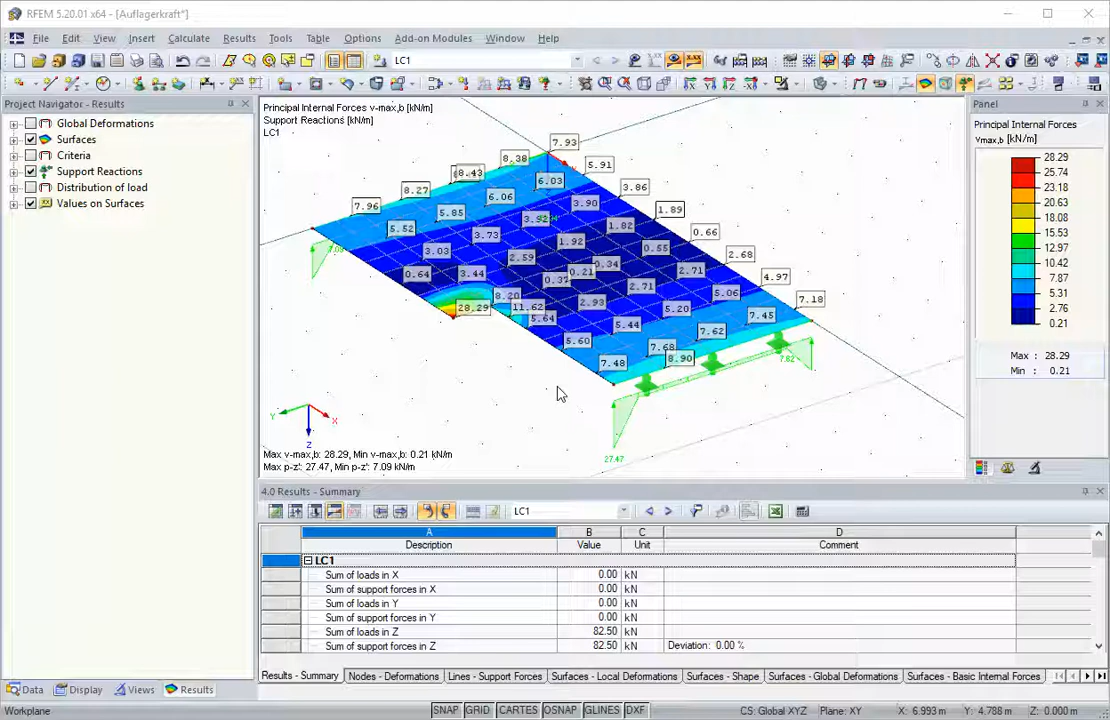 RFEM 5.20.01 x64 - [Auflagerkraft*]
File Edit View Insert Calculate Results Tools Table Options Add-on Modules Window Help
LC1
Project Navigator - Results
Global Deformations
Surfaces
Criteria
Support Reactions
Distribution of load
Values on Surfaces
Data Display Views Results
Principal Internal Forces v-max,b [kN/m]
Support Reactions [kN/m]
LC1
7.93
8.38 5.91
8.43 6.03
8.27 6.06 3.86
7.96 5.85 3.90 1.89
5.52 3.73 1.82 0.66
3.03 2.59 1.92 0.55 2.68
0.64 3.44 0.34 2.71 4.97
0.21 2.71 5.06 7.18
28.29 8.20 11.62 2.93 5.20 7.45
5.64 5.44 7.62
5.60 7.68 8.90
7.48
7.82
27.47
Y X Z
Max v-max,b: 28.29, Min v-max,b: 0.21 kN/m
Max p-z': 27.47, Min p-z': 7.09 kN/m
Panel
Principal Internal Forces
vmax,b [kN/m]
28.29
25.74
23.18
20.63
18.08
15.53
12.97
10.42
7.87
5.31
2.76
0.21
Max : 28.29
Min : 0.21
4.0 Results - Summary
LC1
A B C D
Description Value Unit Comment
LC1
Sum of loads in X 0.00 kN
Sum of support forces in X 0.00 kN
Sum of loads in Y 0.00 kN
Sum of support forces in Y 0.00 kN
Sum of loads in Z 82.50 kN
Sum of support forces in Z 82.50 kN Deviation: 0.00 %
Results - Summary Nodes - Deformations Lines - Support Forces Surfaces - Local Deformations Surfaces - Shape Surfaces - Global Deformations Surfaces - Basic Internal Forces
Workplane SNAP GRID CARTES OSNAP GLINES DXF CS: Global XYZ Plane: XY X: 6.993 m Y: 4.788 m Z: 0.000 m